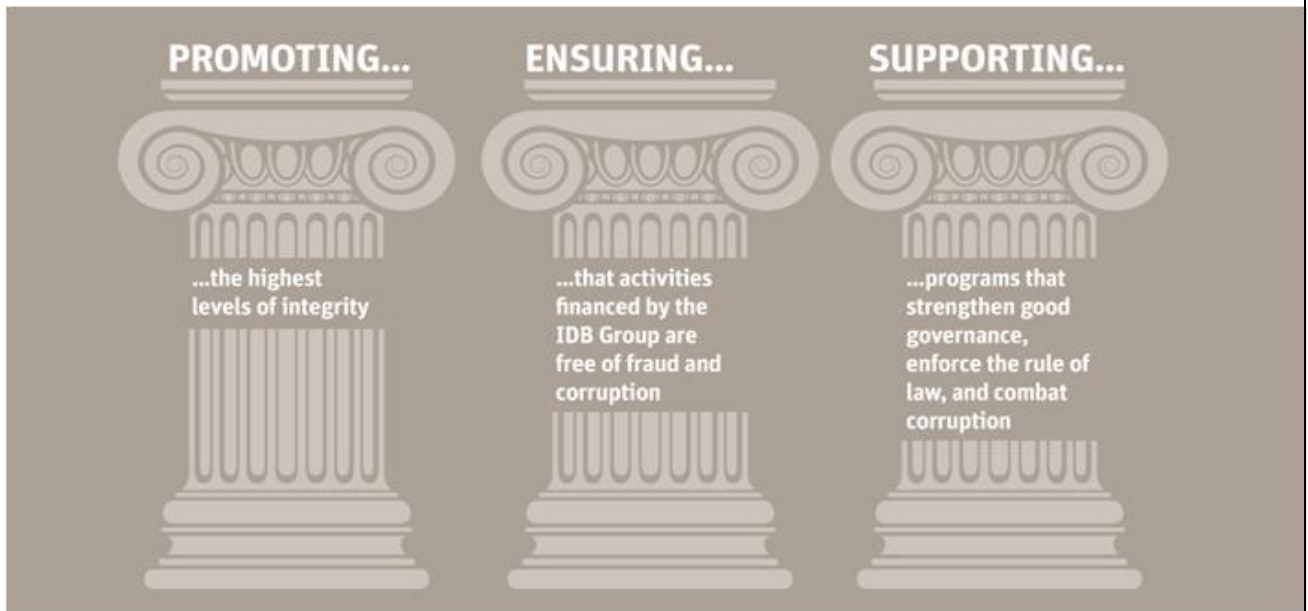 PROMOTING...
...the highest
levels of integrity
ENSURING...
...that activities
financed by the
IDB Group are
free of fraud and
corruption
SUPPORTING...
...programs that
strengthen good
governance,
enforce the rule of
law, and combat
corruption